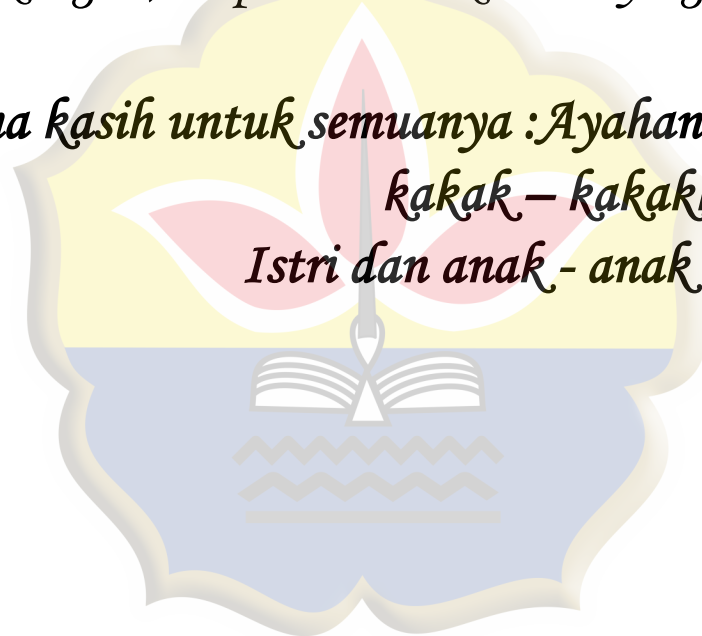 kasih untuk semuanya :Ayahan
kakak – kakak
Istri dan anak - anak